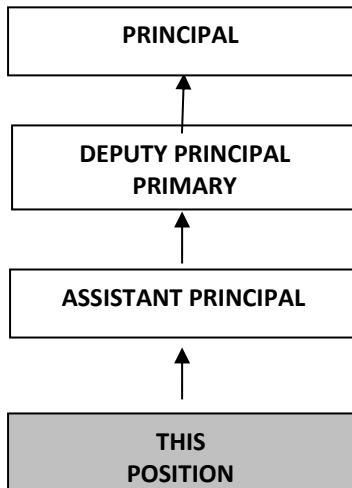 PRINCIPAL
DEPUTY PRINCIPAL
PRIMARY
ASSISTANT PRINCIPAL
THIS
POSITION